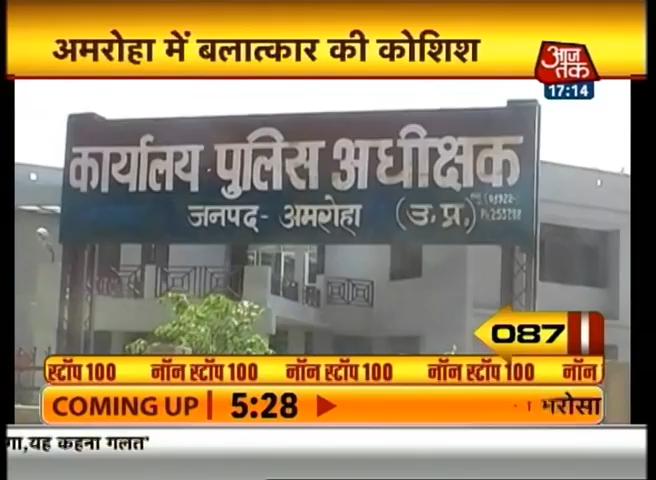 अमरोहा में बलात्कार की कोशिश
आज
तक
17:14
कार्यालय पुलिस अधीक्षक
जनपद - अमरोहा (उ.प्र.)
087
स्टॉप 100 नॉन स्टॉप 100 नॉन स्टॉप 100 नॉन स्टॉप 100 नॉन
COMING UP 5:28 भरोसा
गा,यह कहना गलत'